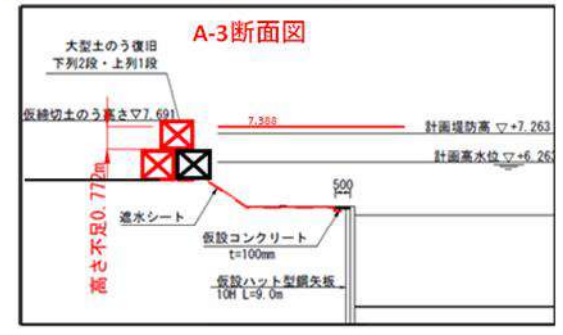 A-3断面図
大型土のう復旧
下列2段・上列1段
仮締切土のう高さ▽7.691
7.388
計画堤防高 ▽+7.263
計画高水位▽+6.263
高さ不足0.772m
500
遮水シート
仮設コンクリート
t=100mm
仮設ハット型鋼矢板
10H L=9.0m